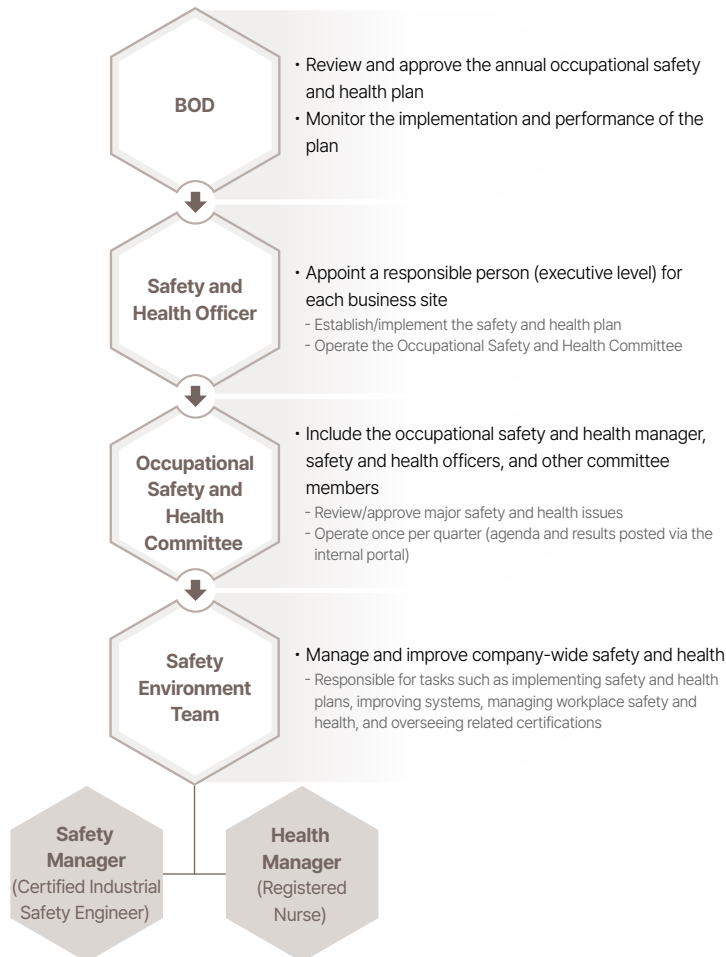 BOD
· Review and approve the annual occupational safety
and health plan
· Monitor the implementation and performance of the
plan
Safety and
Health Officer
· Appoint a responsible person (executive level) for
each business site
- Establish/implement the safety and health plan
- Operate the Occupational Safety and Health Committee
Occupational
Safety and
Health
Committee
· Include the occupational safety and health manager,
safety and health officers, and other committee
members
- Review/approve major safety and health issues
- Operate once per quarter (agenda and results posted via the
internal portal)
Safety
Environment
Team
· Manage and improve company-wide safety and health
- Responsible for tasks such as implementing safety and health
plans, improving systems, managing workplace safety and
health, and overseeing related certifications
Safety
Manager
(Certified Industrial
Safety Engineer)
Health
Manager
(Registered
Nurse)